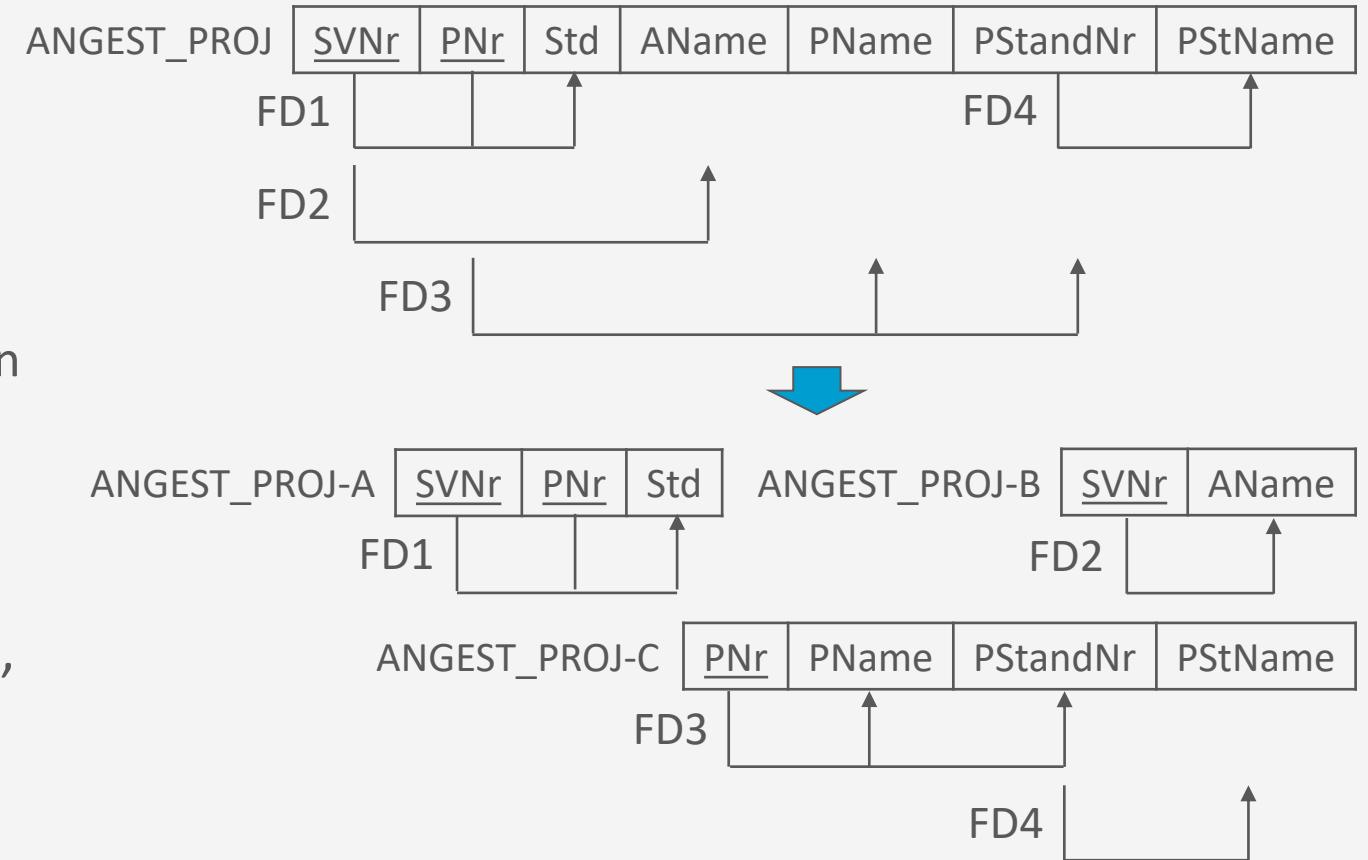 ANGEST_PROJ SVNr PNr Std AName PName PStandNr PStName
FD1 FD4
FD2
FD3
n
ANGEST_PROJ-A SVNr PNr Std ANGEST_PROJ-B SVNr AName
FD1 FD2
,
ANGEST_PROJ-C PNr PName PStandNr PStName
FD3
FD4